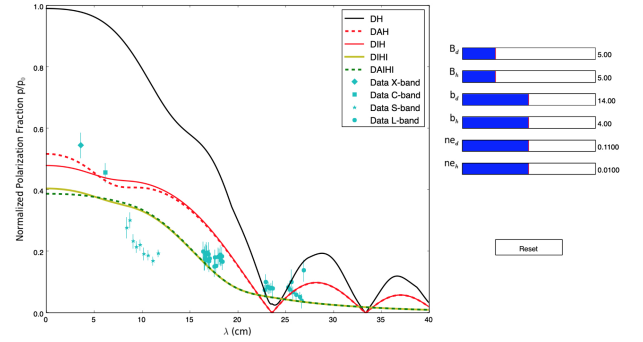 Normalized Polarization Fraction p/p₀
1.0
0.8
0.6
0.4
0.2
0.0
0
5
10
15
20
25
30
35
40
λ (cm)
DH
DAH
DIH
DIHI
DAIHI
Data X-band
Data C-band
Data S-band
Data L-band
B_d 5.00
B_h 5.00
b_d 14.00
b_h 4.00
ne_d 0.1100
ne_h 0.0100
Reset